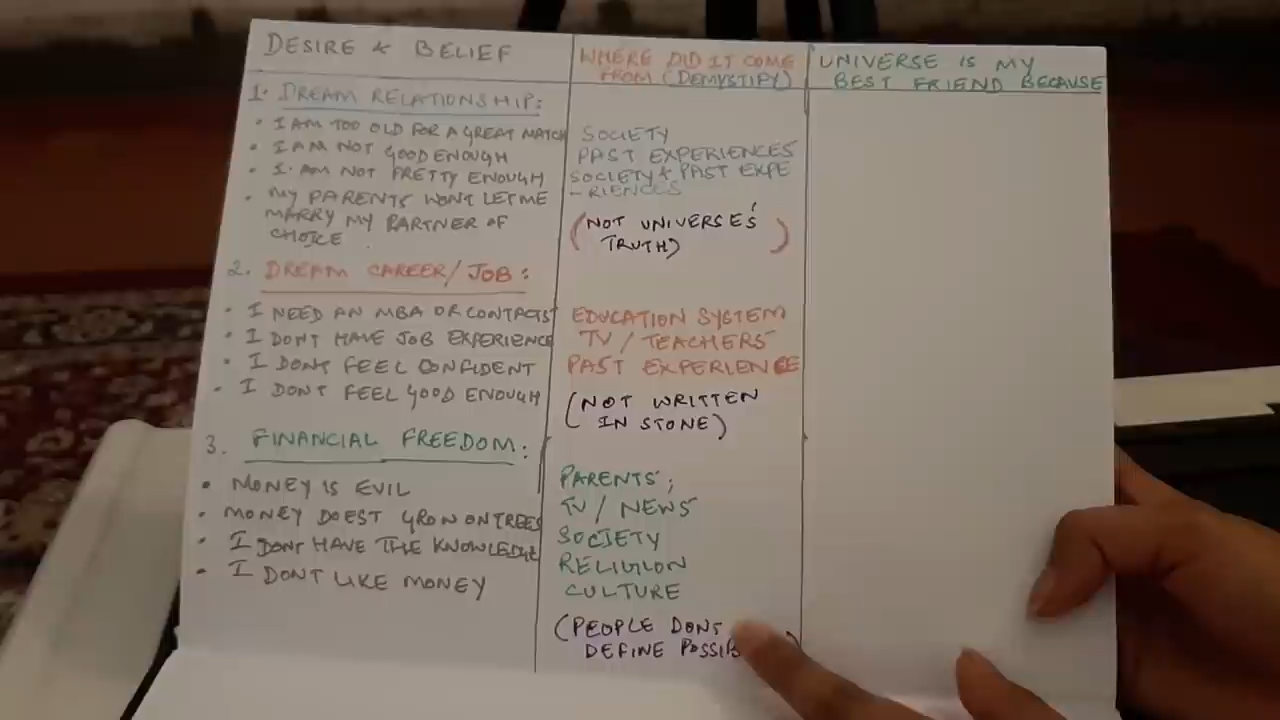 DESIRE & BELIEF
WHERE DID IT COME
FROM (DEMYSTIFY)
UNIVERSE IS MY
BEST FRIEND BECAUSE
1. DREAM RELATIONSHIP:
• I AM TOO OLD FOR A GREAT MATCH
• I AM NOT GOOD ENOUGH
• I AM NOT PRETTY ENOUGH
• MY PARENTS WONT LET ME
MARRY MY PARTNER OF
CHOICE.
SOCIETY
PAST EXPERIENCES
SOCIETY & PAST EXPE
-RIENCES
(NOT UNIVERSE'S
TRUTH)
2. DREAM CAREER/JOB:
• I NEED AN MBA OR CONTACTS
• I DONT HAVE JOB EXPERIENCE
• I DONT FEEL CONFIDENT
• I DONT FEEL GOOD ENOUGH
EDUCATION SYSTEM
TV / TEACHERS
PAST EXPERIENCE
(NOT WRITTEN
IN STONE)
3. FINANCIAL FREEDOM:
• MONEY IS EVIL
• MONEY DOEST GROW ON TREES
• I DONT HAVE THE KNOWLEDGE
• I DONT LIKE MONEY
PARENTS;
TV / NEWS
SOCIETY
RELIGION
CULTURE
(PEOPLE DONT
DEFINE